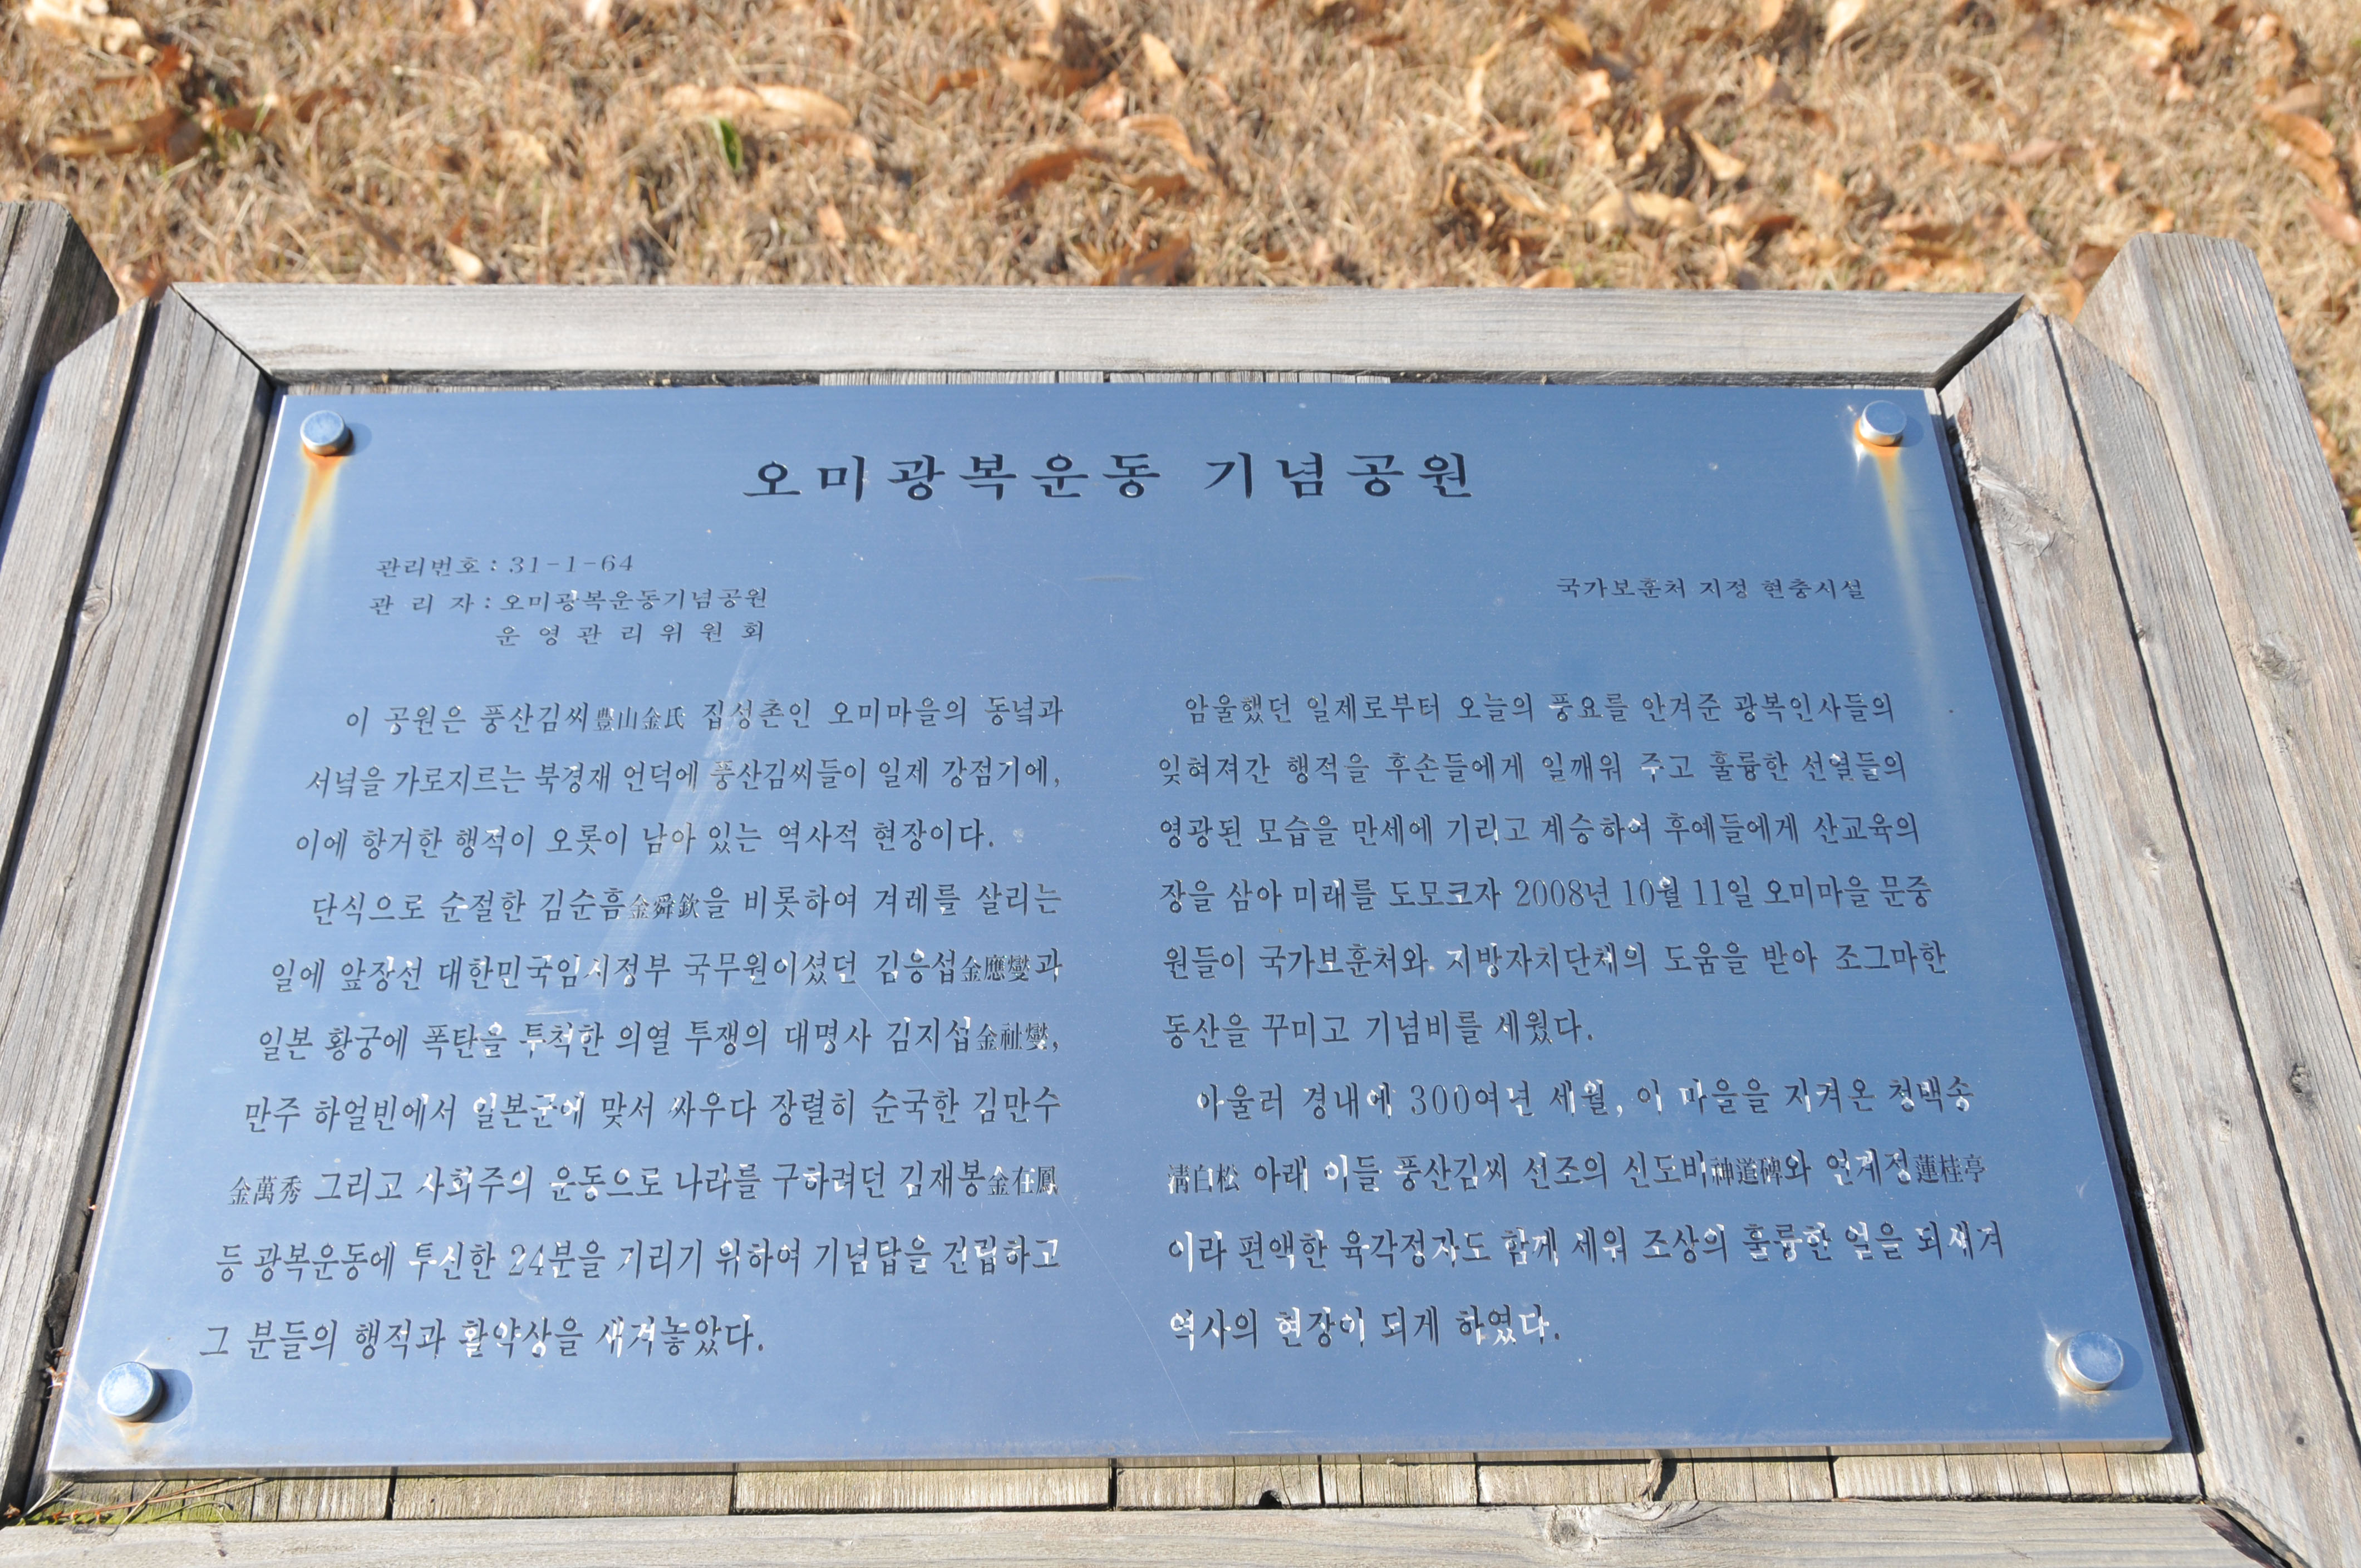 오미광복운동 기념공원
관리번호 : 31-1-64
관 리 자 : 오미광복운동기념공원
운 영 관 리 위 원 회
국가보훈처 지정 현충시설
이 공원은 풍산김씨豊山金氏 집성촌인 오미마을의 동녘과
서녘을 가로지르는 북경재 언덕에 풍산김씨들이 일제 강점기에,
이에 항거한 행적이 오롯이 남아 있는 역사적 현장이다.
단식으로 순절한 김순흠金舜欽을 비롯하여 겨레를 살리는
일에 앞장선 대한민국임시정부 국무원이셨던 김응섭金應燮과
일본 황궁에 폭탄을 투척한 의열 투쟁의 대명사 김지섭金祉燮,
만주 하얼빈에서 일본군에 맞서 싸우다 장렬히 순국한 김만수
金萬秀 그리고 사회주의 운동으로 나라를 구하려던 김재봉金在鳳
등 광복운동에 투신한 24분을 기리기 위하여 기념탑을 건립하고
그 분들의 행적과 활약상을 새겨놓았다.
암울했던 일제로부터 오늘의 풍요를 안겨준 광복인사들의
잊혀져간 행적을 후손들에게 일깨워 주고 훌륭한 선열들의
영광된 모습을 만세에 기리고 계승하여 후예들에게 산교육의
장을 삼아 미래를 도모코자 2008년 10월 11일 오미마을 문중
원들이 국가보훈처와 지방자치단체의 도움을 받아 조그마한
동산을 꾸미고 기념비를 세웠다.
아울러 경내에 300여년 세월, 이 마을을 지켜온 청백송
淸白松 아래 이들 풍산김씨 선조의 신도비神道碑와 연계정蓮桂亭
이라 편액한 육각정자도 함께 세워 조상의 훌륭한 얼을 되새겨
역사의 현장이 되게 하였다.